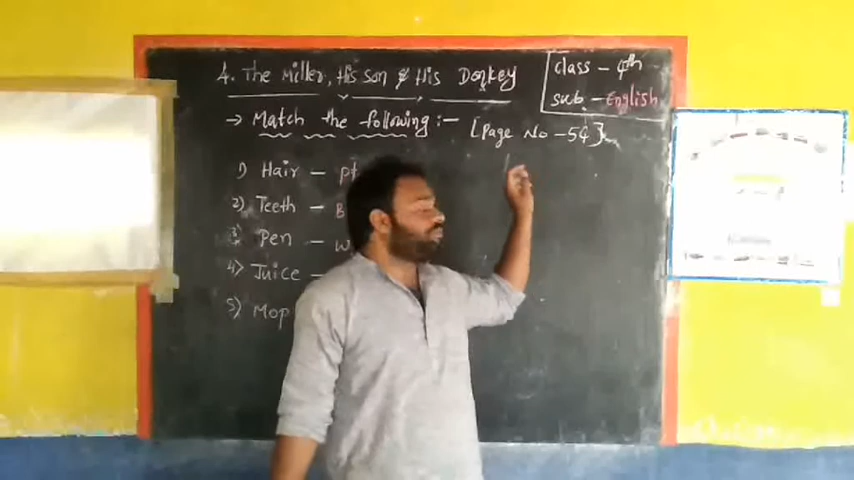 4. The Miller, His Son & His Donkey
Class - 4th
Sub - English
→ Match the following :-
[Page No - 54]
1) Hair -
2) Teeth -
3) Pen -
4) Juice -
5) Mop